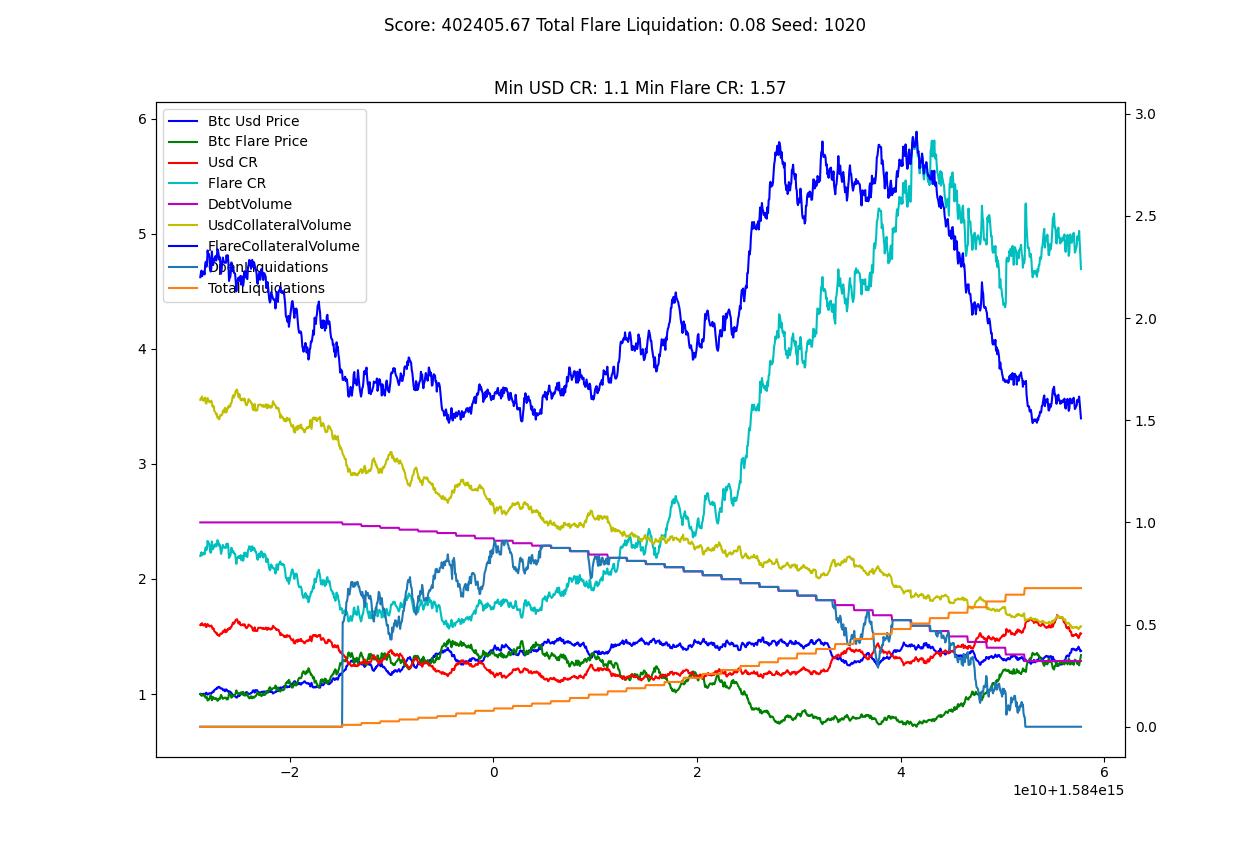 Score: 402405.67 Total Flare Liquidation: 0.08 Seed: 1020
Min USD CR: 1.1 Min Flare CR: 1.57
6
5
4
3
2
1
Btc Usd Price
Btc Flare Price
Usd CR
Flare CR
DebtVolume
UsdCollateralVolume
FlareCollateralVolume
OpenLiquidations
TotalLiquidations
3.0
2.5
2.0
1.5
1.0
0.5
0.0
−2
0
2
4
6
1e10+1.584e15